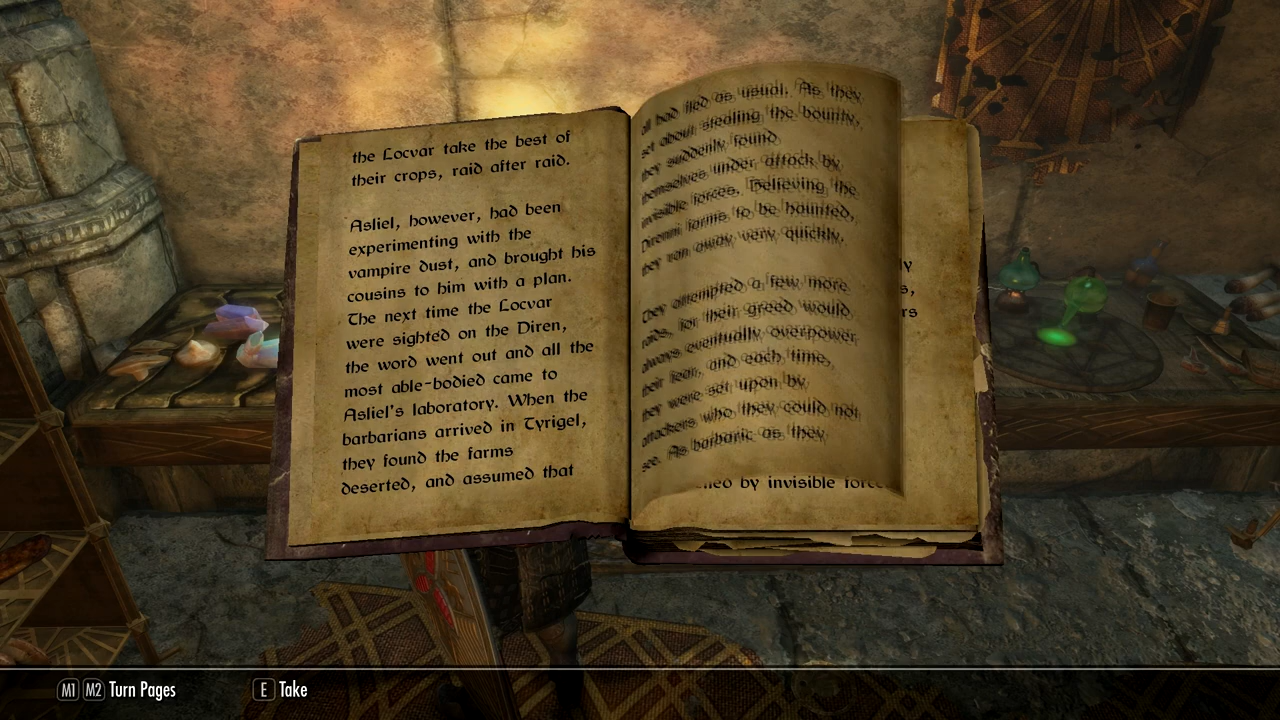 the Locvar take the best of
their crops, raid after raid.
Asliel, however, had been
experimenting with the
vampire dust, and brought his
cousins to him with a plan.
The next time the Locvar
were sighted on the Diren,
the word went out and all the
most able-bodied came to
Asliel's laboratory. When the
barbarians arrived in Tyrigel,
they found the farms
deserted, and assumed that
all had fled as usual. As they
set about stealing the bounty,
they suddenly found
themselves under attack by
invisible forces. Believing the
Direnni farms to be haunted,
they ran away very quickly.
They attempted a few more
raids, for their greed would
always eventually overpower
their fear, and each time,
they were set upon by
attackers who they could not
see. As barbaric as they
by invisible
M1 M2 Turn Pages
E Take